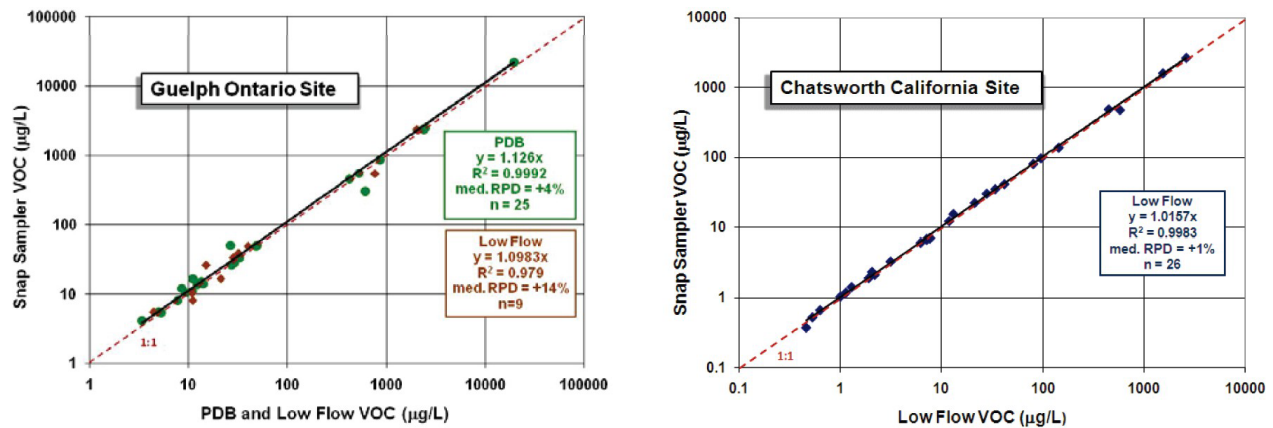 Snap Sampler VOC (µg/L)
100000
10000
1000
100
10
1
Guelph Ontario Site
PDB
y = 1.126x
R² = 0.9992
med. RPD = +4%
n = 25
Low Flow
y = 1.0983x
R² = 0.979
med. RPD = +14%
n=9
1:1
1 10 100 1000 10000 100000
PDB and Low Flow VOC (µg/L)
Snap Sampler VOC (µg/L)
10000
1000
100
10
1
0.1
Chatsworth California Site
Low Flow
y = 1.0157x
R² = 0.9983
med. RPD = +1%
n = 26
1:1
0.1 1 10 100 1000 10000
Low Flow VOC (µg/L)